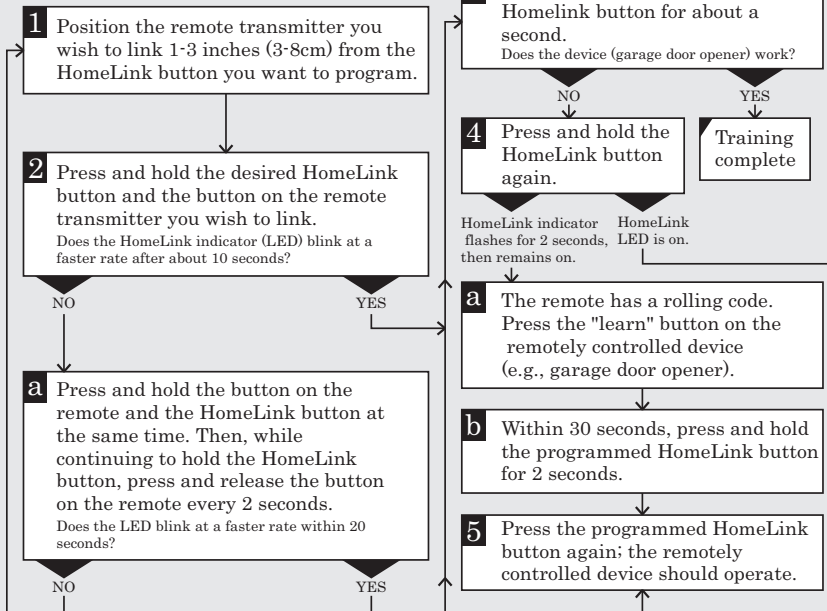 1 Position the remote transmitter you
wish to link 1-3 inches (3-8cm) from the
HomeLink button you want to program.
2 Press and hold the desired HomeLink
button and the button on the remote
transmitter you wish to link.
Does the HomeLink indicator (LED) blink at a
faster rate after about 10 seconds?
NO
YES
a Press and hold the button on the
remote and the HomeLink button at
the same time. Then, while
continuing to hold the HomeLink
button, press and release the button
on the remote every 2 seconds.
Does the LED blink at a faster rate within 20
seconds?
NO
YES
Homelink button for about a
second.
Does the device (garage door opener) work?
NO
YES
4 Press and hold the
HomeLink button
again.
Training
complete
HomeLink indicator
flashes for 2 seconds,
then remains on.
HomeLink
LED is on.
a The remote has a rolling code.
Press the "learn" button on the
remotely controlled device
(e.g., garage door opener).
b Within 30 seconds, press and hold
the programmed HomeLink button
for 2 seconds.
5 Press the programmed HomeLink
button again; the remotely
controlled device should operate.